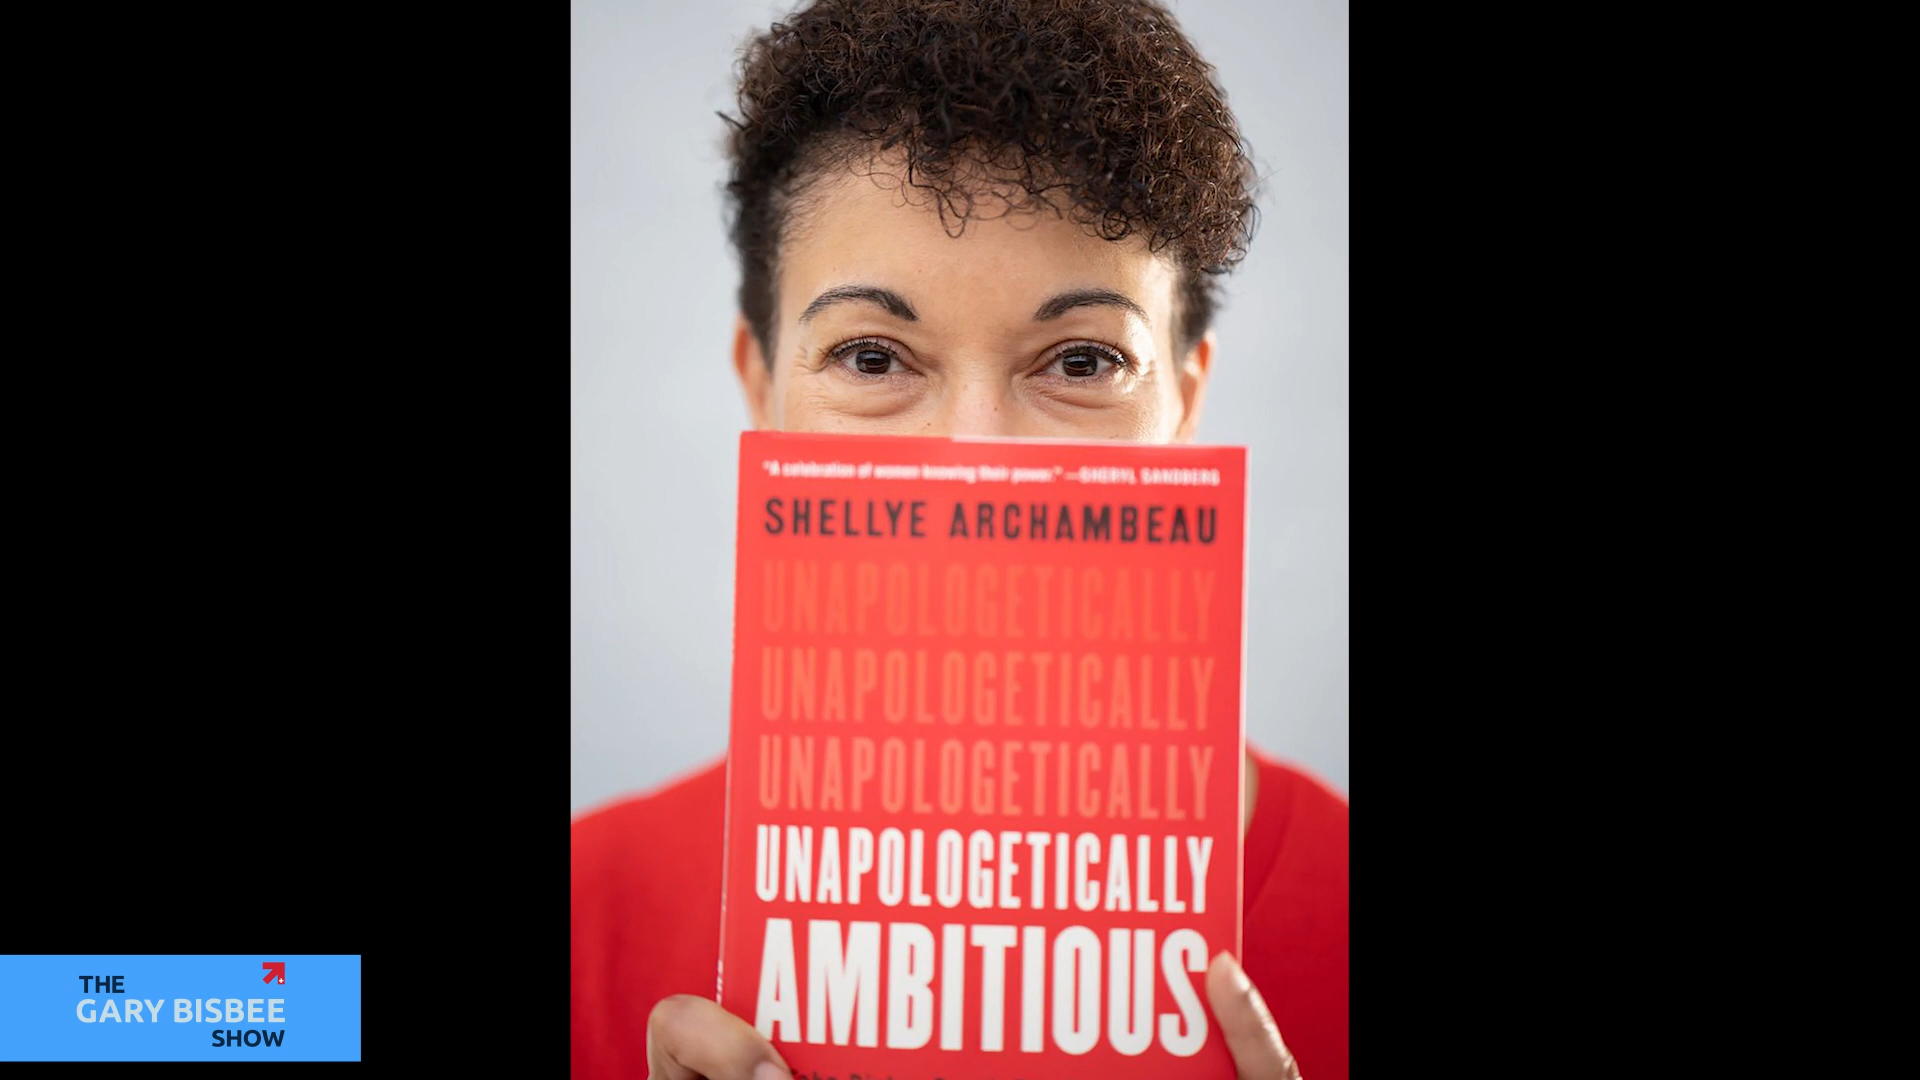 "A celebration of women knowing their power." —SHERYL SANDBERG
SHELLYE ARCHAMBEAU
UNAPOLOGETICALLY
UNAPOLOGETICALLY
UNAPOLOGETICALLY
UNAPOLOGETICALLY
AMBITIOUS
THE
GARY BISBEE
SHOW